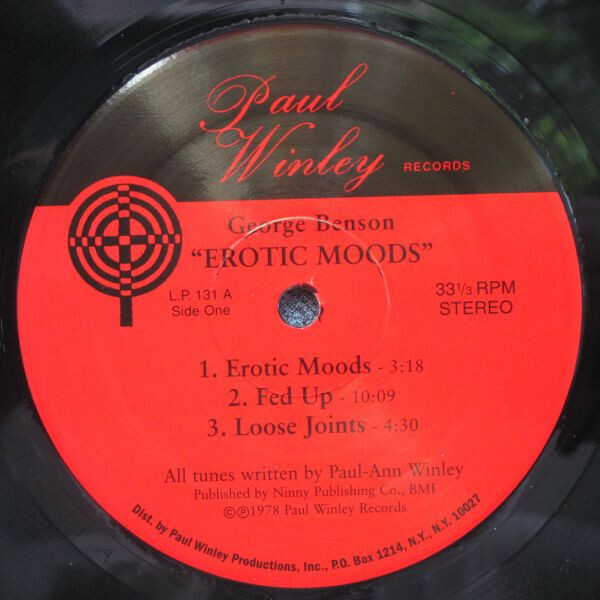 Paul
Winley RECORDS
George Benson
“EROTIC MOODS”
L.P. 131 A
Side One
33 1/3 RPM
STEREO
1. Erotic Moods - 3:18
2. Fed Up - 10:09
3. Loose Joints - 4:30
All tunes written by Paul-Ann Winley
Published by Ninny Publishing Co., BMI
©℗1978 Paul Winley Records
Dist. by Paul Winley Productions, Inc., P.O. Box 1214, N.Y., N.Y. 10027